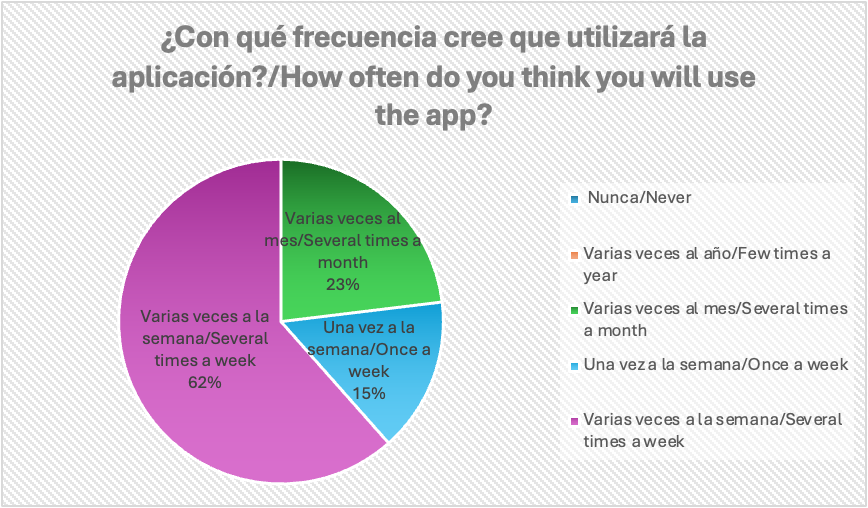 ¿Con qué frecuencia cree que utilizará la
aplicación?/How often do you think you will use
the app?
Varias veces al
mes/Several times a
month
23%
Una vez a la
semana/Once a
week
15%
Varias veces a la
semana/Several
times a week
62%
Nunca/Never
Varias veces al año/Few times a
year
Varias veces al mes/Several times
a month
Una vez a la semana/Once a week
Varias veces a la semana/Several
times a week